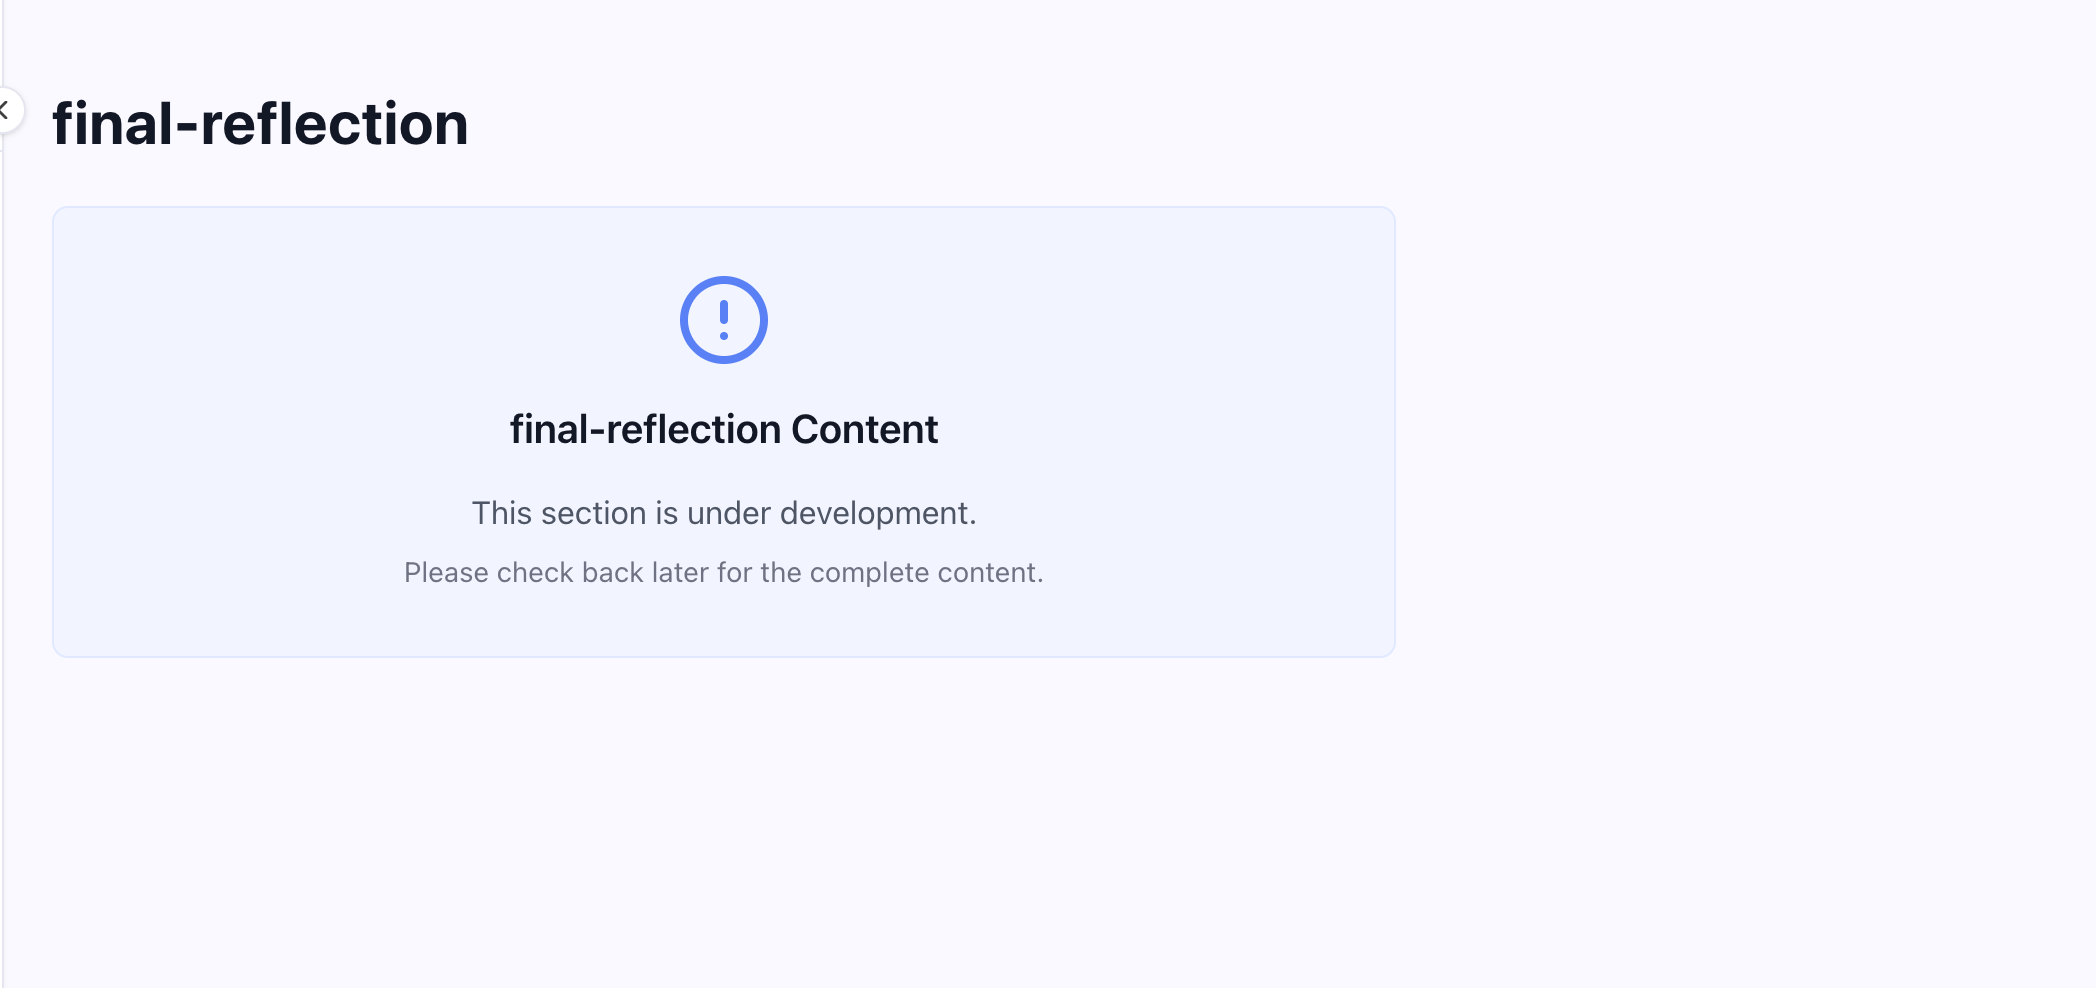 final-reflection
final-reflection Content
This section is under development.
Please check back later for the complete content.